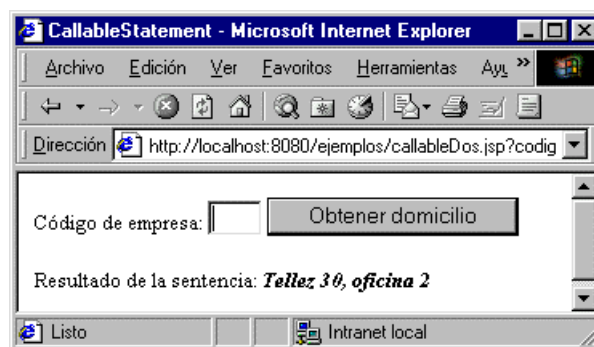 CallableStatement - Microsoft Internet Explorer
Archivo Edición Ver Favoritos Herramientas »
Dirección http://localhost:8080/ejemplos/callableDos.jsp?codig
Código de empresa: Obtener domicilio
Resultado de la sentencia: Tellez 30, oficina 2
Listo Intranet local